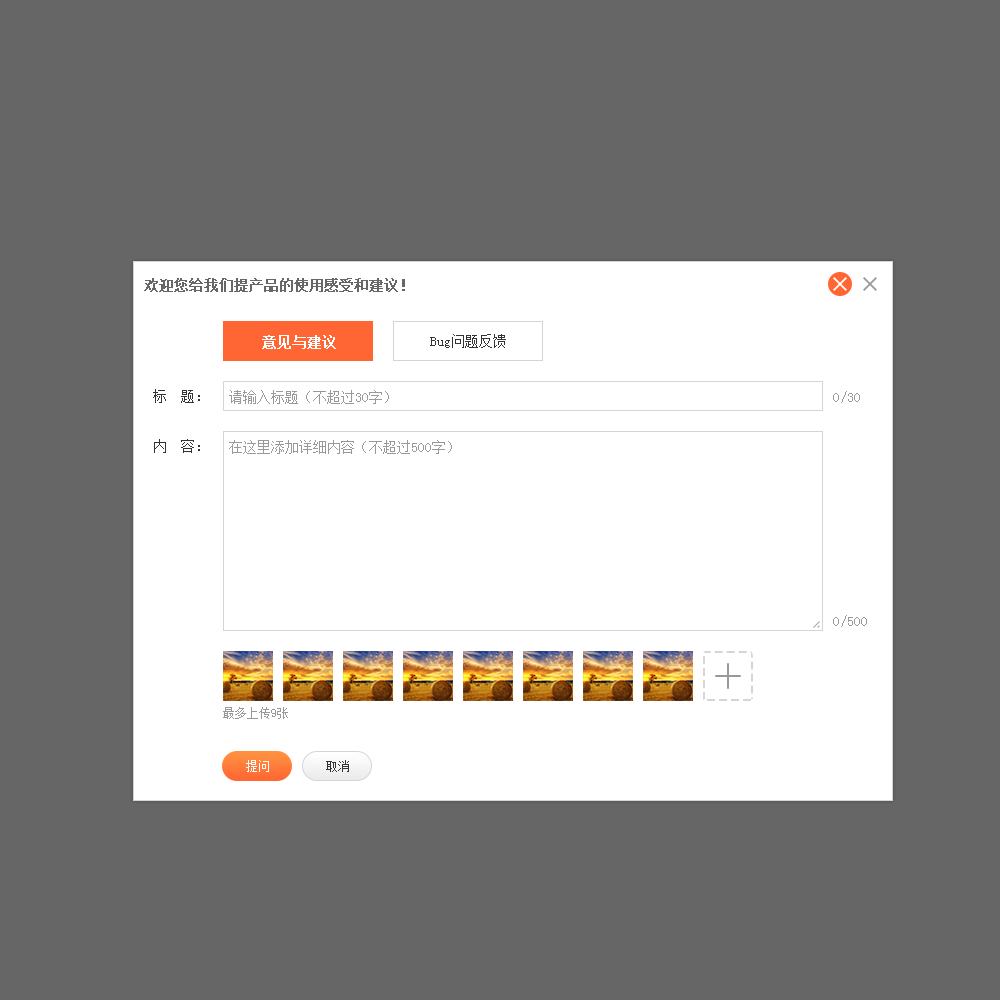 欢迎您给我们提产品的使用感受和建议！
意见与建议
Bug问题反馈
标 题：
请输入标题（不超过30字）
0/30
内 容：
在这里添加详细内容（不超过500字）
0/500
最多上传9张
提问
取消